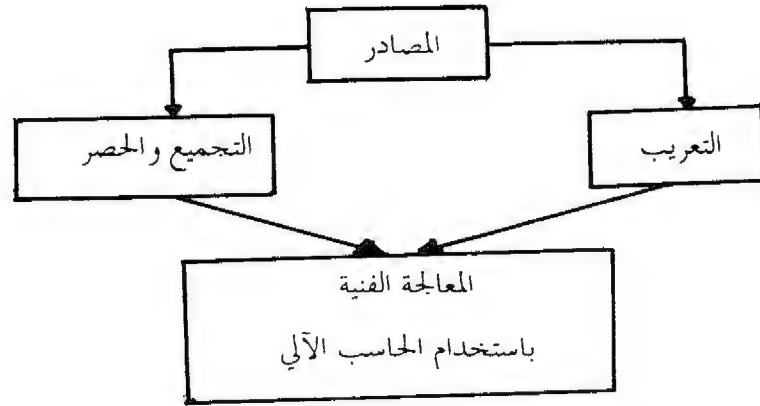 المصادر
التعريب
التجميع والحصر
المعالجة الفنية
باستخدام الحاسب الآلي